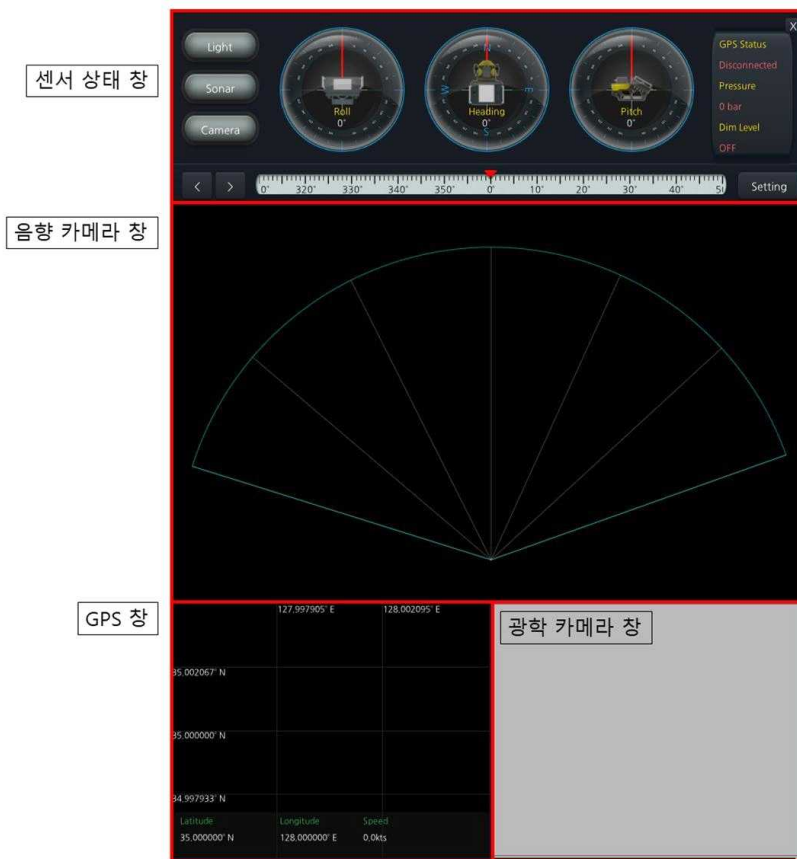 센서 상태 창
Light
Sonar
Camera
Roll
0°
N
W
E
S
Heading
0°
Pitch
0°
X
GPS Status
Disconnected
Pressure
0 bar
Dim Level
OFF
< >
0° 320° 330° 340° 350° 0° 10° 20° 30° 40° 5
Setting
음향 카메라 창
GPS 창
127.997905° E 128.002095° E
35.002067° N
35.000000° N
34.997933° N
Latitude Longitude Speed
35.000000° N 128.000000° E 0.0kts
광학 카메라 창